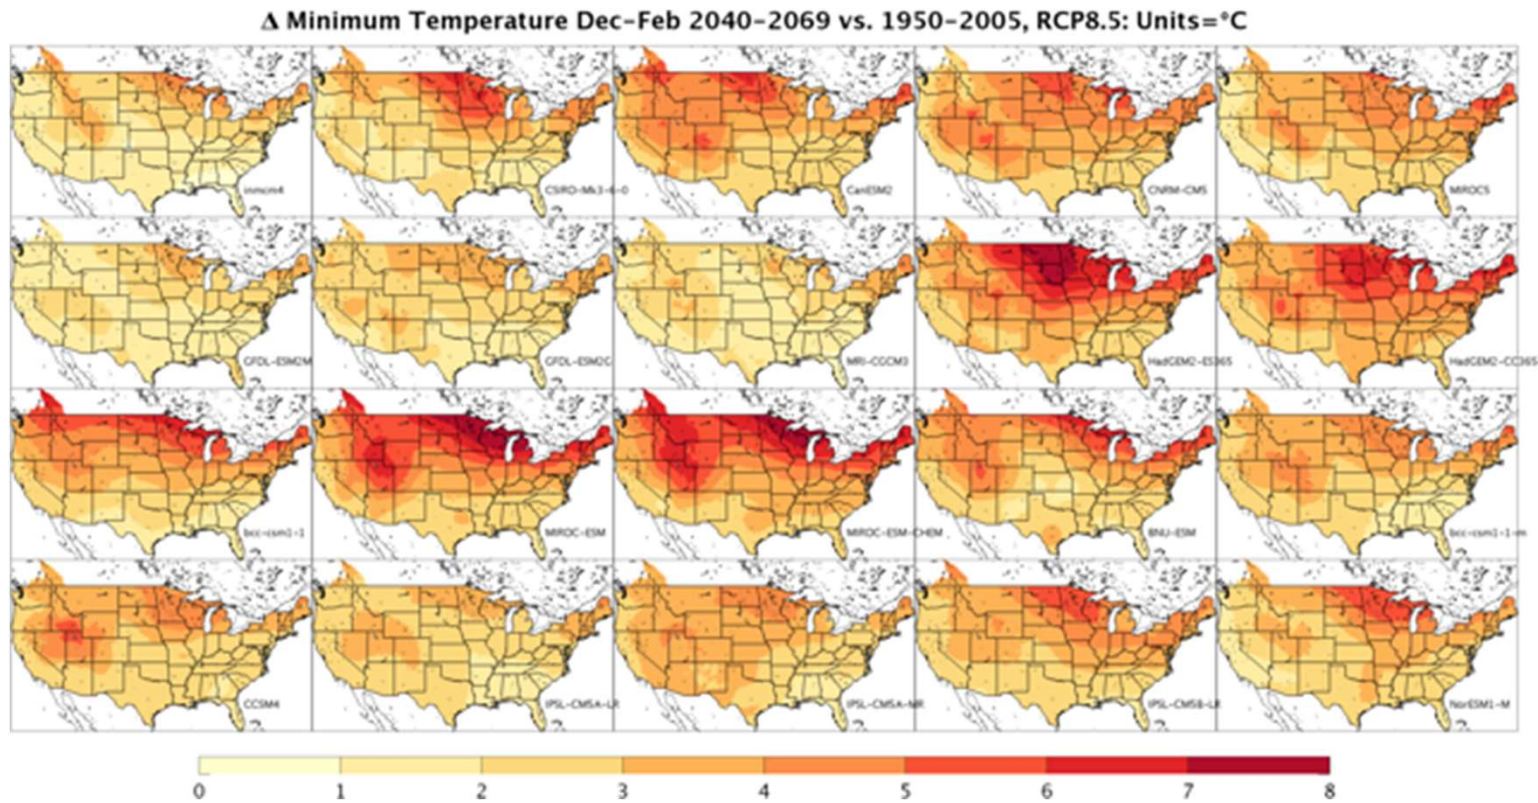 Δ Minimum Temperature Dec-Feb 2040-2069 vs. 1950-2005, RCP8.5: Units=°C
inmcm4
CSIRO-Mk3-6-0
CanESM2
CNRM-CM5
MIROC5
GFDL-ESM2M
GFDL-ESM2G
MRI-CGCM3
HadGEM2-ES365
HadGEM2-CC365
bcc-csm1-1
MIROC-ESM
MIROC-ESM-CHEM
BNU-ESM
bcc-csm1-1-m
CCSM4
IPSL-CM5A-LR
IPSL-CM5A-MR
IPSL-CM5B-LR
NorESM1-M
0 1 2 3 4 5 6 7 8